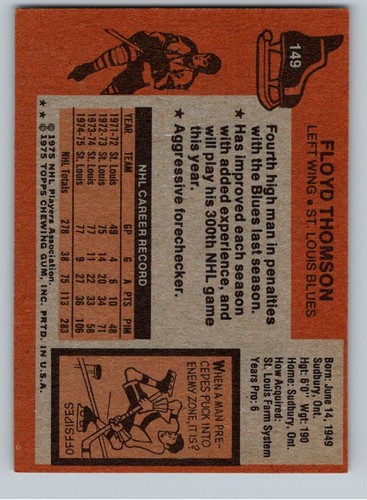 149
FLOYD THOMSON
LEFT WING • ST. LOUIS BLUES
Born: June 14, 1949
Sudbury, Ont.
Hgt: 6'0" Wgt: 190
Home: Sudbury, Ont.
How Acquired:
St. Louis Farm System
Years Pro: 6
Fourth high man in penalties
with the Blues last season.
★ Has improved each season
with added experience, and
will play his 300th NHL game
this year.
★ Aggressive forechecker.
WHEN A MAN PRE-
CEDES PUCK INTO
ENEMY ZONE, IT IS?
OFFSIDES
NHL CAREER RECORD
YEAR TEAM GP G A PTS PIM
1971-72 St. Louis 49 4 6 10 48
1972-73 St. Louis 75 14 20 34 71
1973-74 St. Louis 77 11 22 33 58
1974-75 St. Louis 77 9 27 36 106
NHL Totals 278 38 75 113 283
© 1975 NHL Players Association.
★★ © 1975 TOPPS CHEWING GUM, INC. PRTD. IN U.S.A.